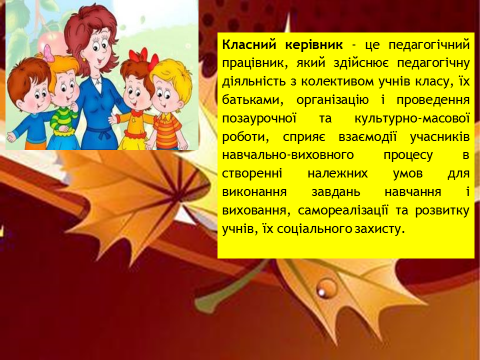 Класний керівник - це педагогічний
працівник, який здійснює педагогічну
діяльність з колективом учнів класу, їх
батьками, організацію і проведення
позаурочної та культурно-масової
роботи, сприяє взаємодії учасників
навчально-виховного процесу в
створенні належних умов для
виконання завдань навчання і
виховання, самореалізації та розвитку
учнів, їх соціального захисту.